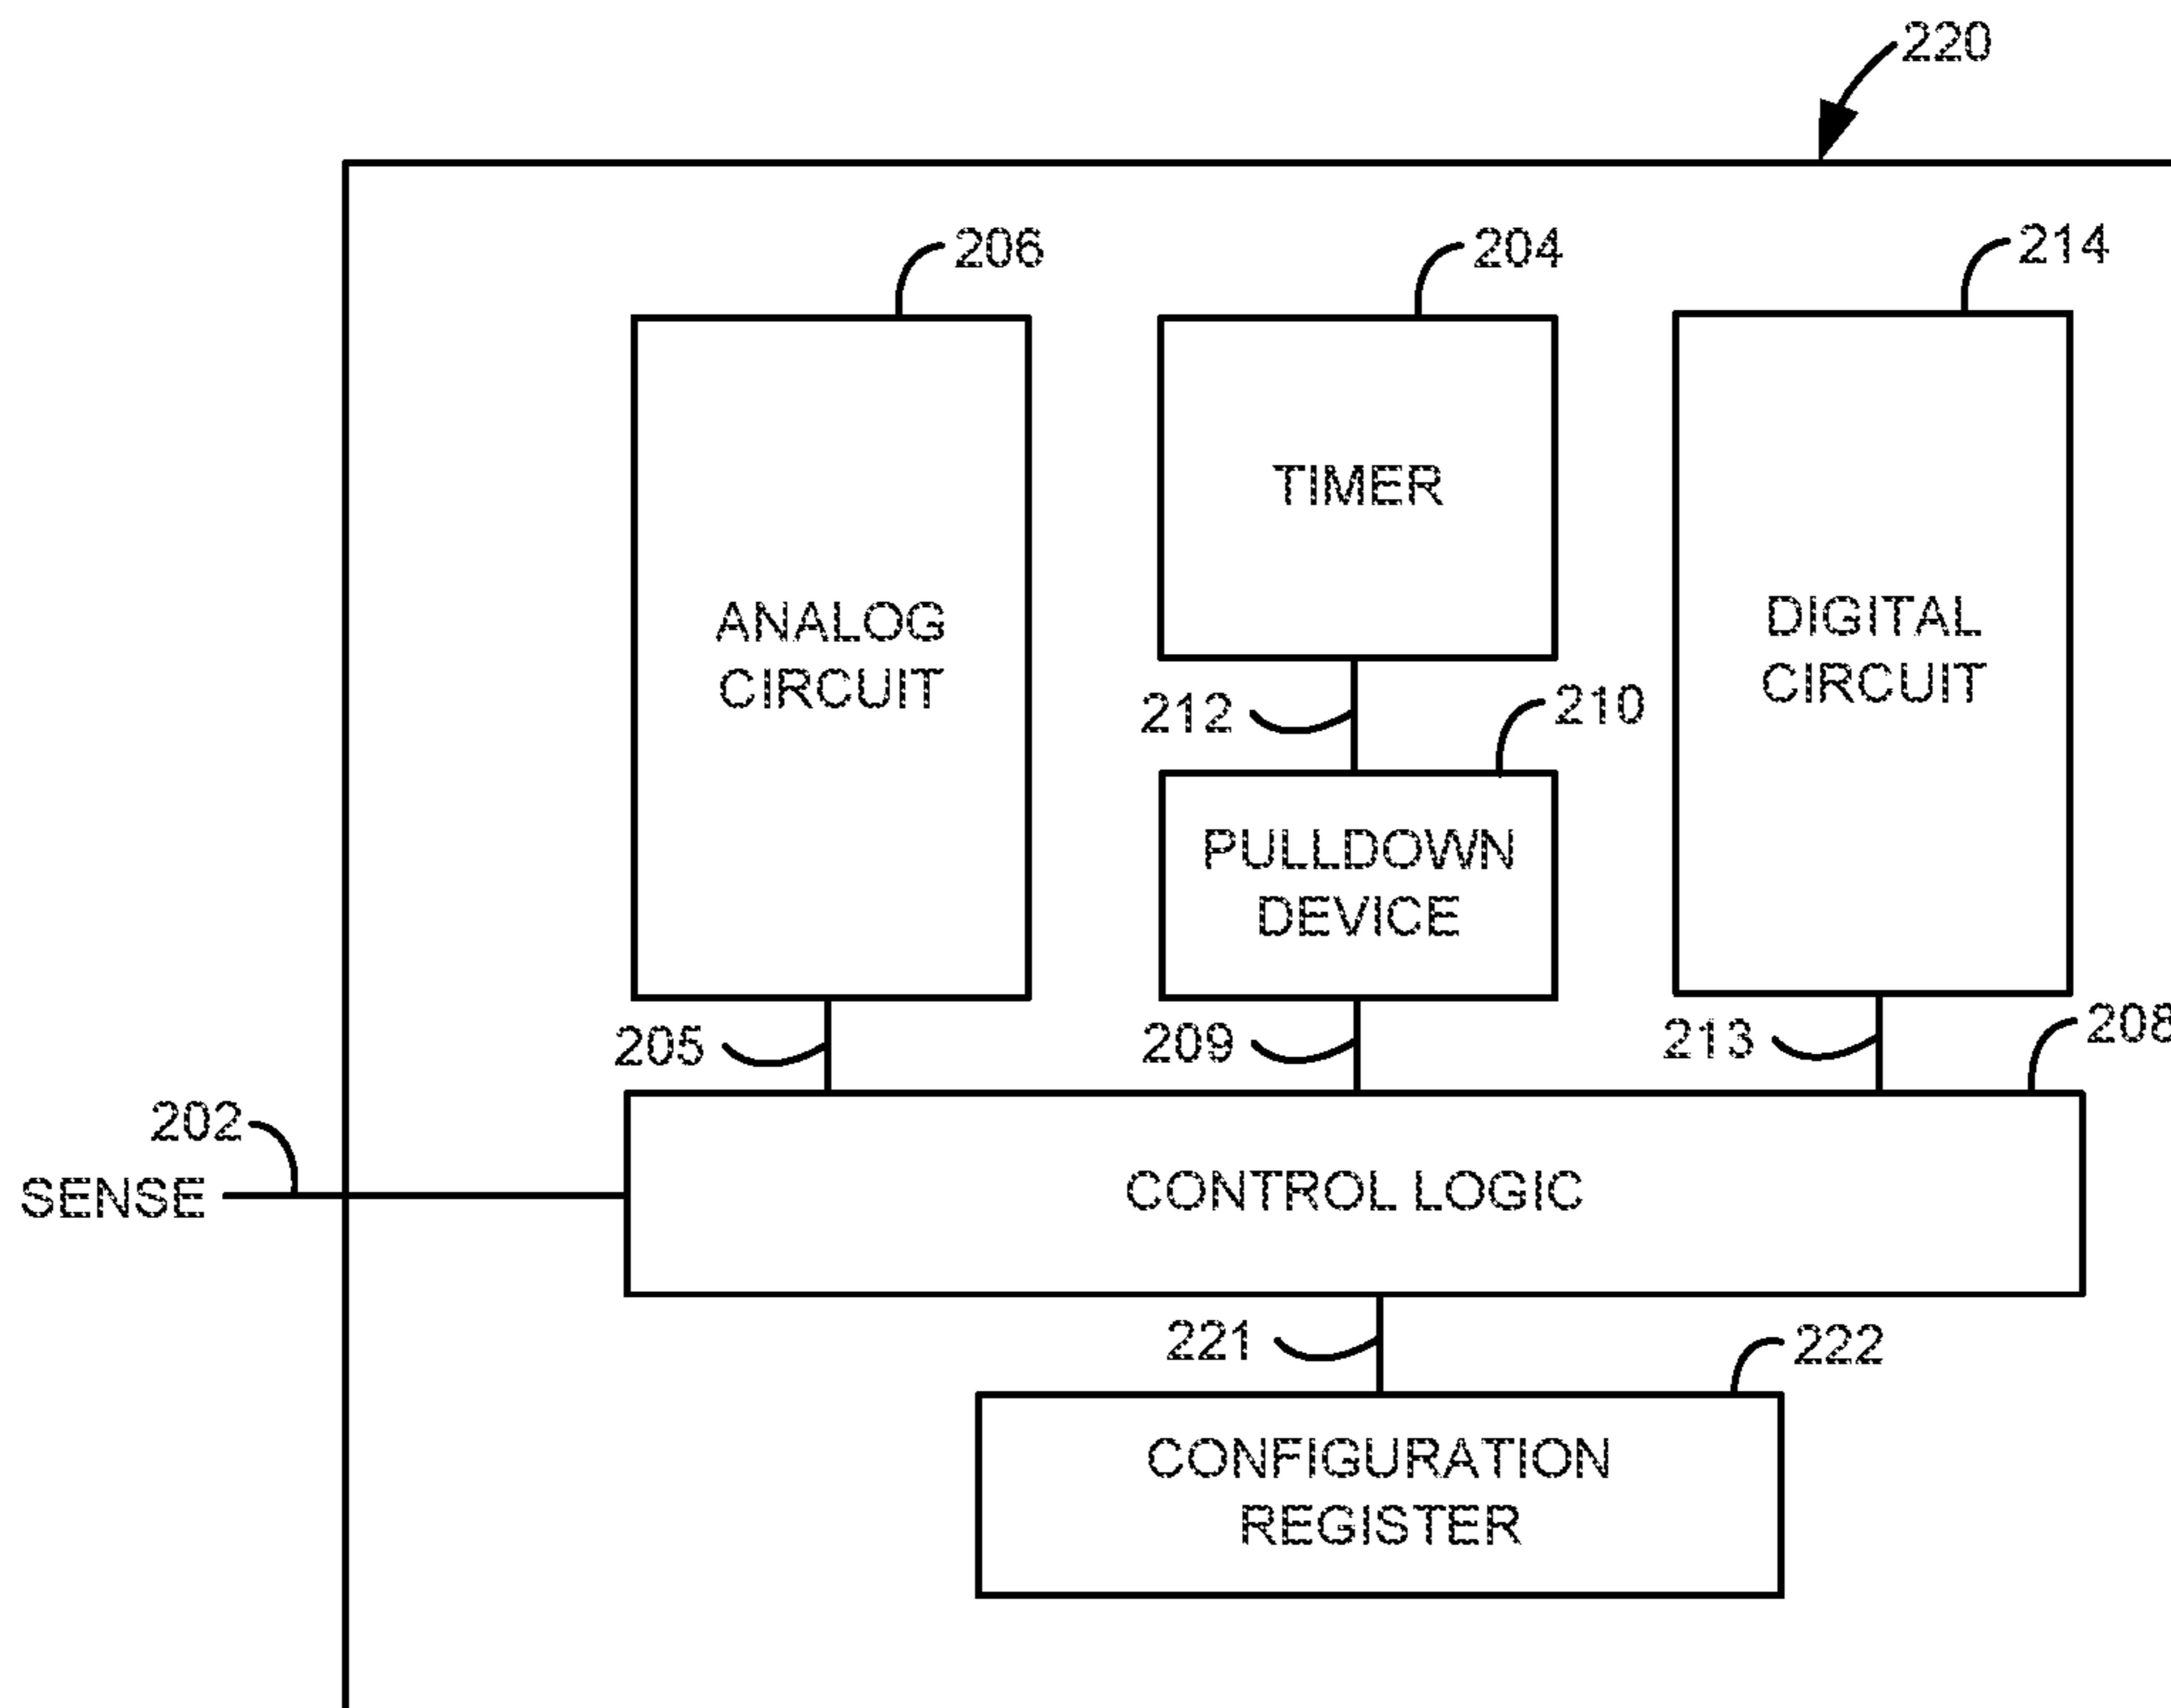 220
206
204
214
TIMER
ANALOG
CIRCUIT
DIGITAL
CIRCUIT
212
210
PULLDOWN
DEVICE
205
209
213
208
202
SENSE
CONTROL LOGIC
221
222
CONFIGURATION
REGISTER